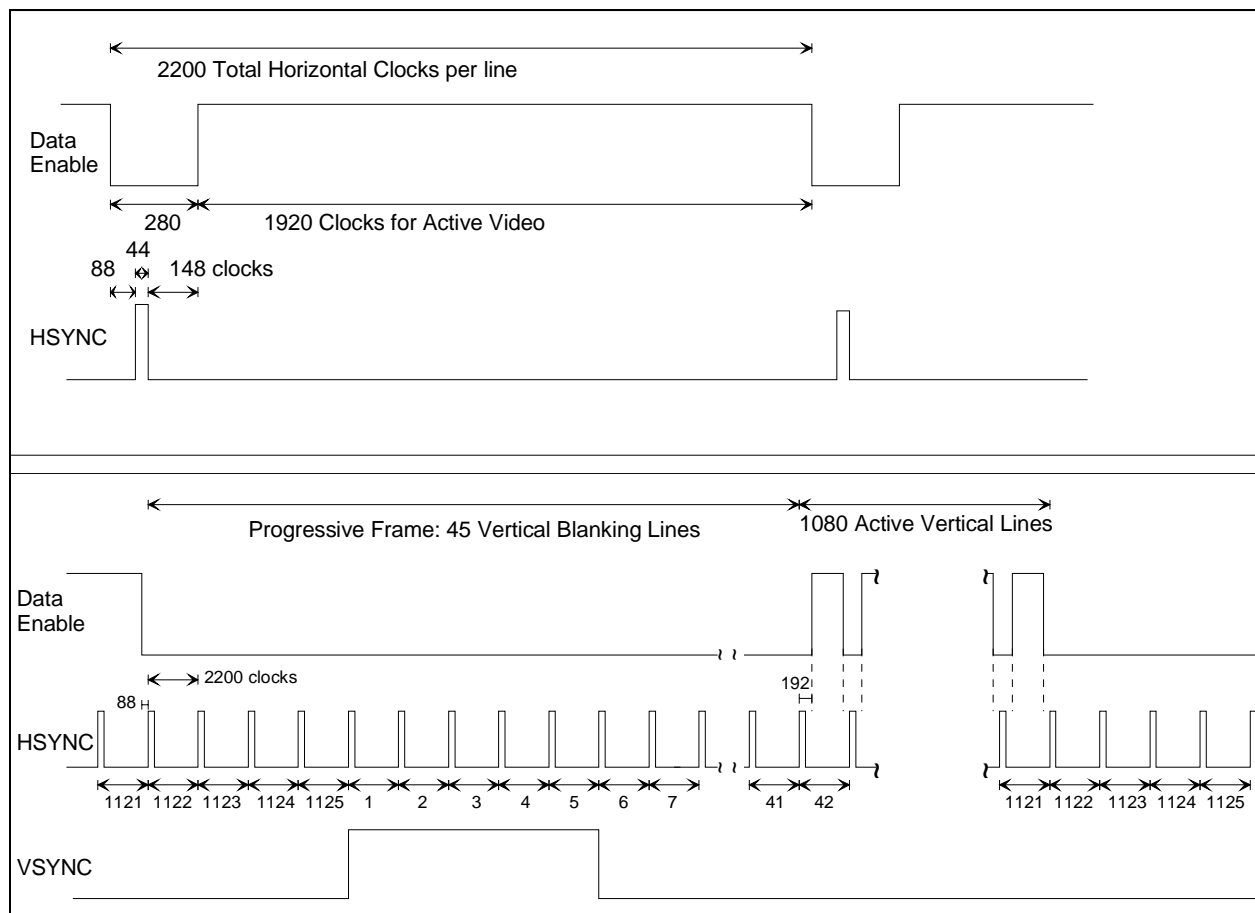 2200 Total Horizontal Clocks per line
Data
Enable
280
1920 Clocks for Active Video
44
88
148 clocks
HSYNC
Progressive Frame: 45 Vertical Blanking Lines
1080 Active Vertical Lines
Data
Enable
2200 clocks
88
192
HSYNC
1121 1122 1123 1124 1125 1 2 3 4 5 6 7 41 42 1121 1122 1123 1124 1125
VSYNC